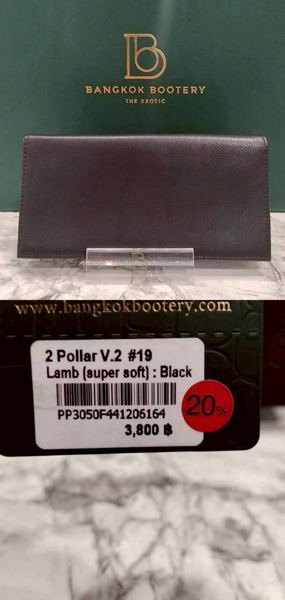 B
BANGKOK BOOTERY
THE EXOTIC
www.bangkokbootery.com
2 Pollar V.2 #19
Lamb (super soft) : Black
PP3050F441206164
3,800 ฿
20%